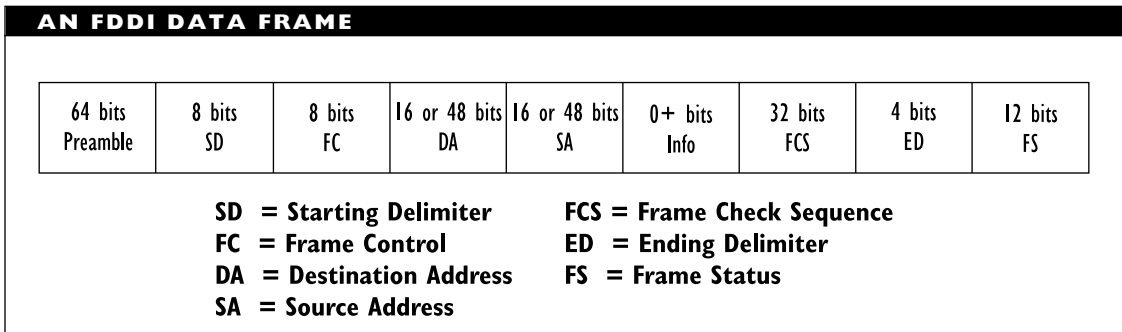 AN FDDI DATA FRAME
64 bits 8 bits 8 bits 16 or 48 bits 16 or 48 bits 0+ bits 32 bits 4 bits 12 bits
Preamble SD FC DA SA Info FCS ED FS
SD = Starting Delimiter FCS = Frame Check Sequence
FC = Frame Control ED = Ending Delimiter
DA = Destination Address FS = Frame Status
SA = Source Address